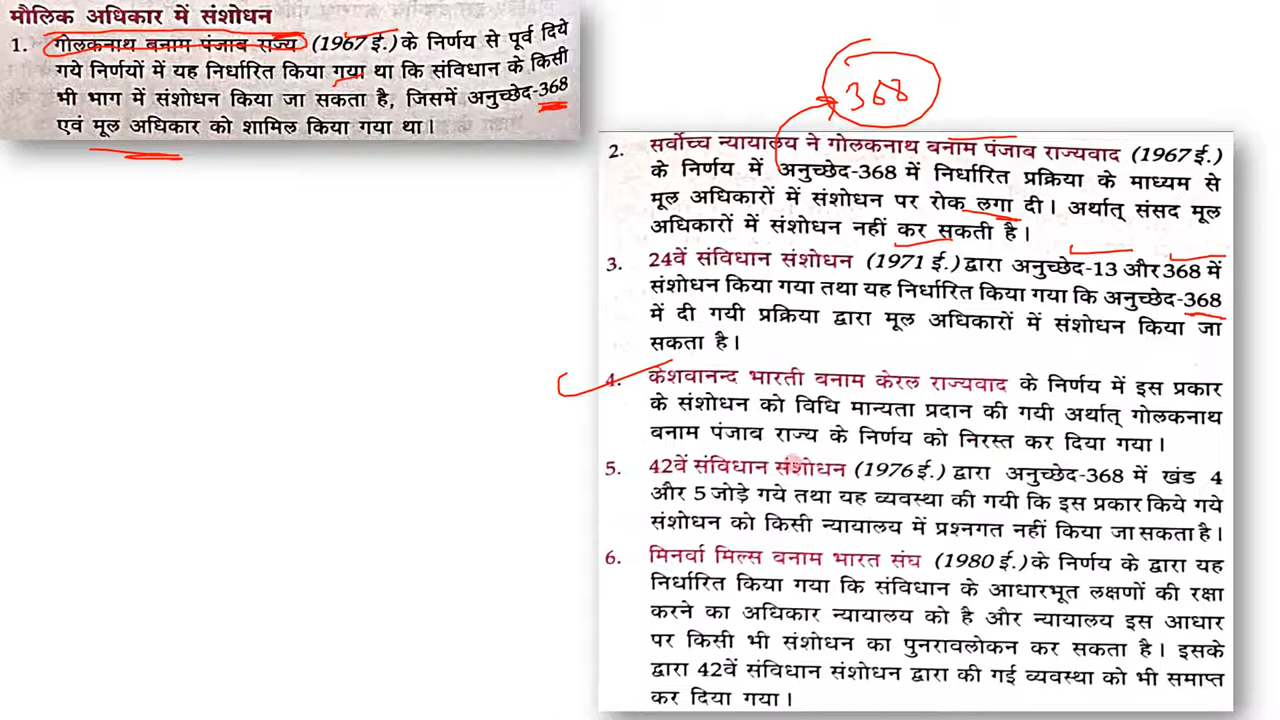 मौलिक अधिकार में संशोधन
1. गोलकनाथ बनाम पंजाब राज्य (1967 ई.) के निर्णय से पूर्व दिये
गये निर्णयों में यह निर्धारित किया गया था कि संविधान के किसी
भी भाग में संशोधन किया जा सकता है, जिसमें अनुच्छेद-368
एवं मूल अधिकार को शामिल किया गया था।
368
2. सर्वोच्च न्यायालय ने गोलकनाथ बनाम पंजाब राज्यवाद (1967 ई.)
के निर्णय में अनुच्छेद-368 में निर्धारित प्रक्रिया के माध्यम से
मूल अधिकारों में संशोधन पर रोक लगा दी। अर्थात् संसद मूल
अधिकारों में संशोधन नहीं कर सकती है।
3. 24वें संविधान संशोधन (1971 ई.) द्वारा अनुच्छेद-13 और 368 में
संशोधन किया गया तथा यह निर्धारित किया गया कि अनुच्छेद-368
में दी गयी प्रक्रिया द्वारा मूल अधिकारों में संशोधन किया जा
सकता है।
4. केशवानन्द भारती बनाम केरल राज्यवाद के निर्णय में इस प्रकार
के संशोधन को विधि मान्यता प्रदान की गयी अर्थात् गोलकनाथ
बनाम पंजाब राज्य के निर्णय को निरस्त कर दिया गया।
5. 42वें संविधान संशोधन (1976 ई.) द्वारा अनुच्छेद-368 में खंड 4
और 5 जोड़े गये तथा यह व्यवस्था की गयी कि इस प्रकार किये गये
संशोधन को किसी न्यायालय में प्रश्नगत नहीं किया जा सकता है।
6. मिनर्वा मिल्स बनाम भारत संघ (1980 ई.) के निर्णय के द्वारा यह
निर्धारित किया गया कि संविधान के आधारभूत लक्षणों की रक्षा
करने का अधिकार न्यायालय को है और न्यायालय इस आधार
पर किसी भी संशोधन का पुनरावलोकन कर सकता है। इसके
द्वारा 42वें संविधान संशोधन द्वारा की गई व्यवस्था को भी समाप्त
कर दिया गया।